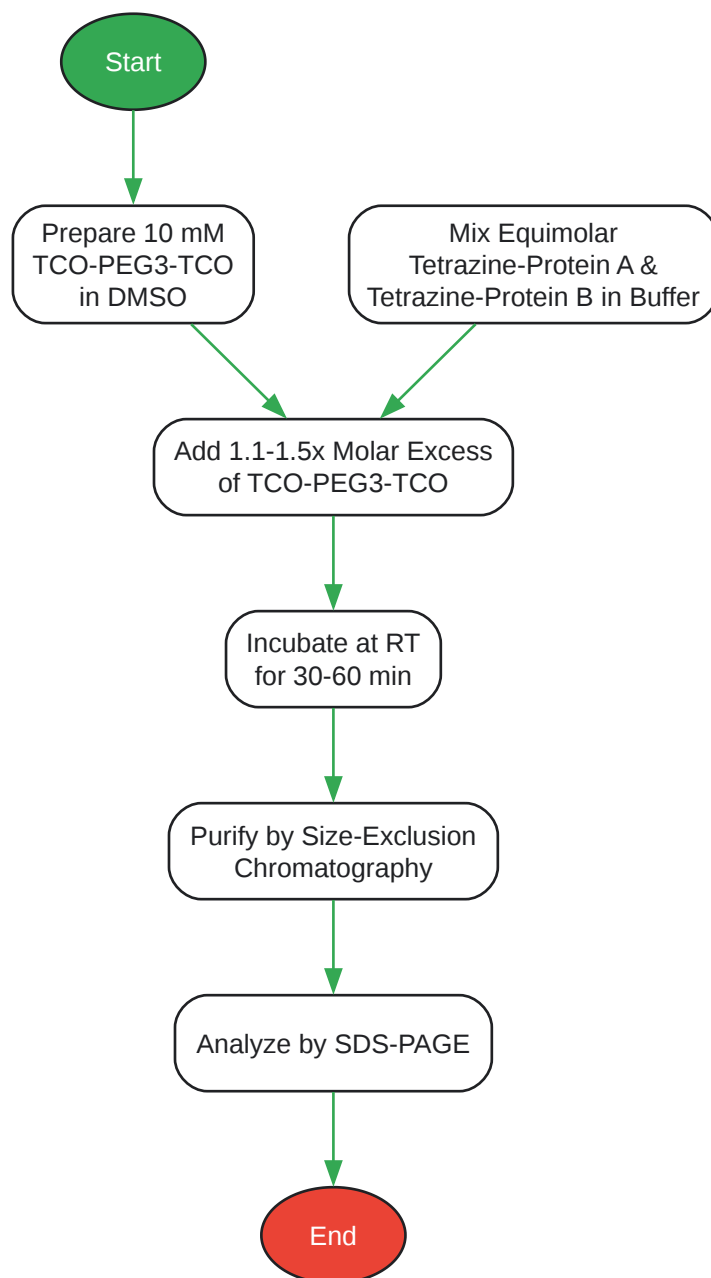 Start
Prepare 10 mM
TCO-PEG3-TCO
in DMSO
Mix Equimolar
Tetrazine-Protein A &
Tetrazine-Protein B in Buffer
Add 1.1-1.5x Molar Excess
of TCO-PEG3-TCO
Incubate at RT
for 30-60 min
Purify by Size-Exclusion
Chromatography
Analyze by SDS-PAGE
End